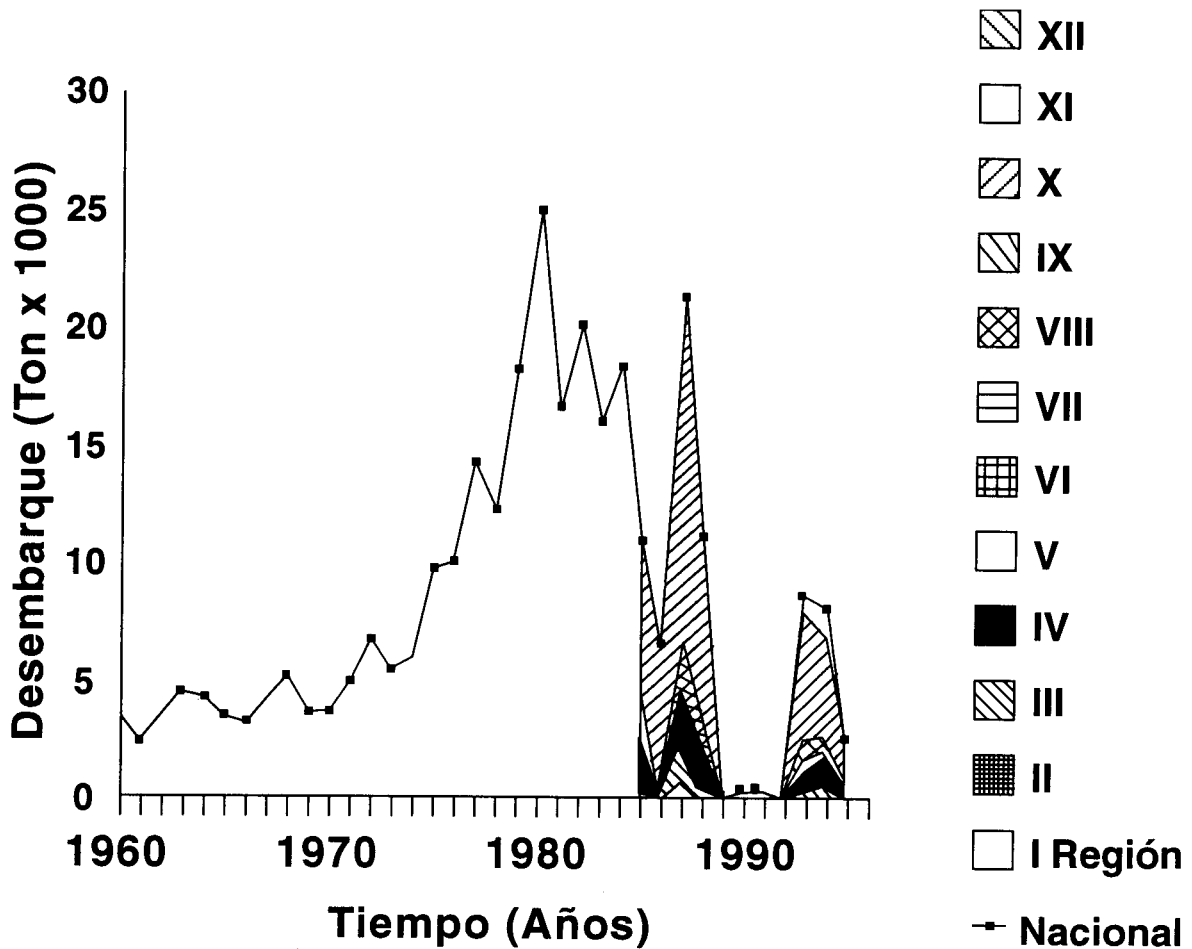 30
25
20
15
10
5
0
Desembarque (Ton x 1000)
1960 1970 1980 1990
Tiempo (Años)
XII
XI
X
IX
VIII
VII
VI
V
IV
III
II
I Región
Nacional